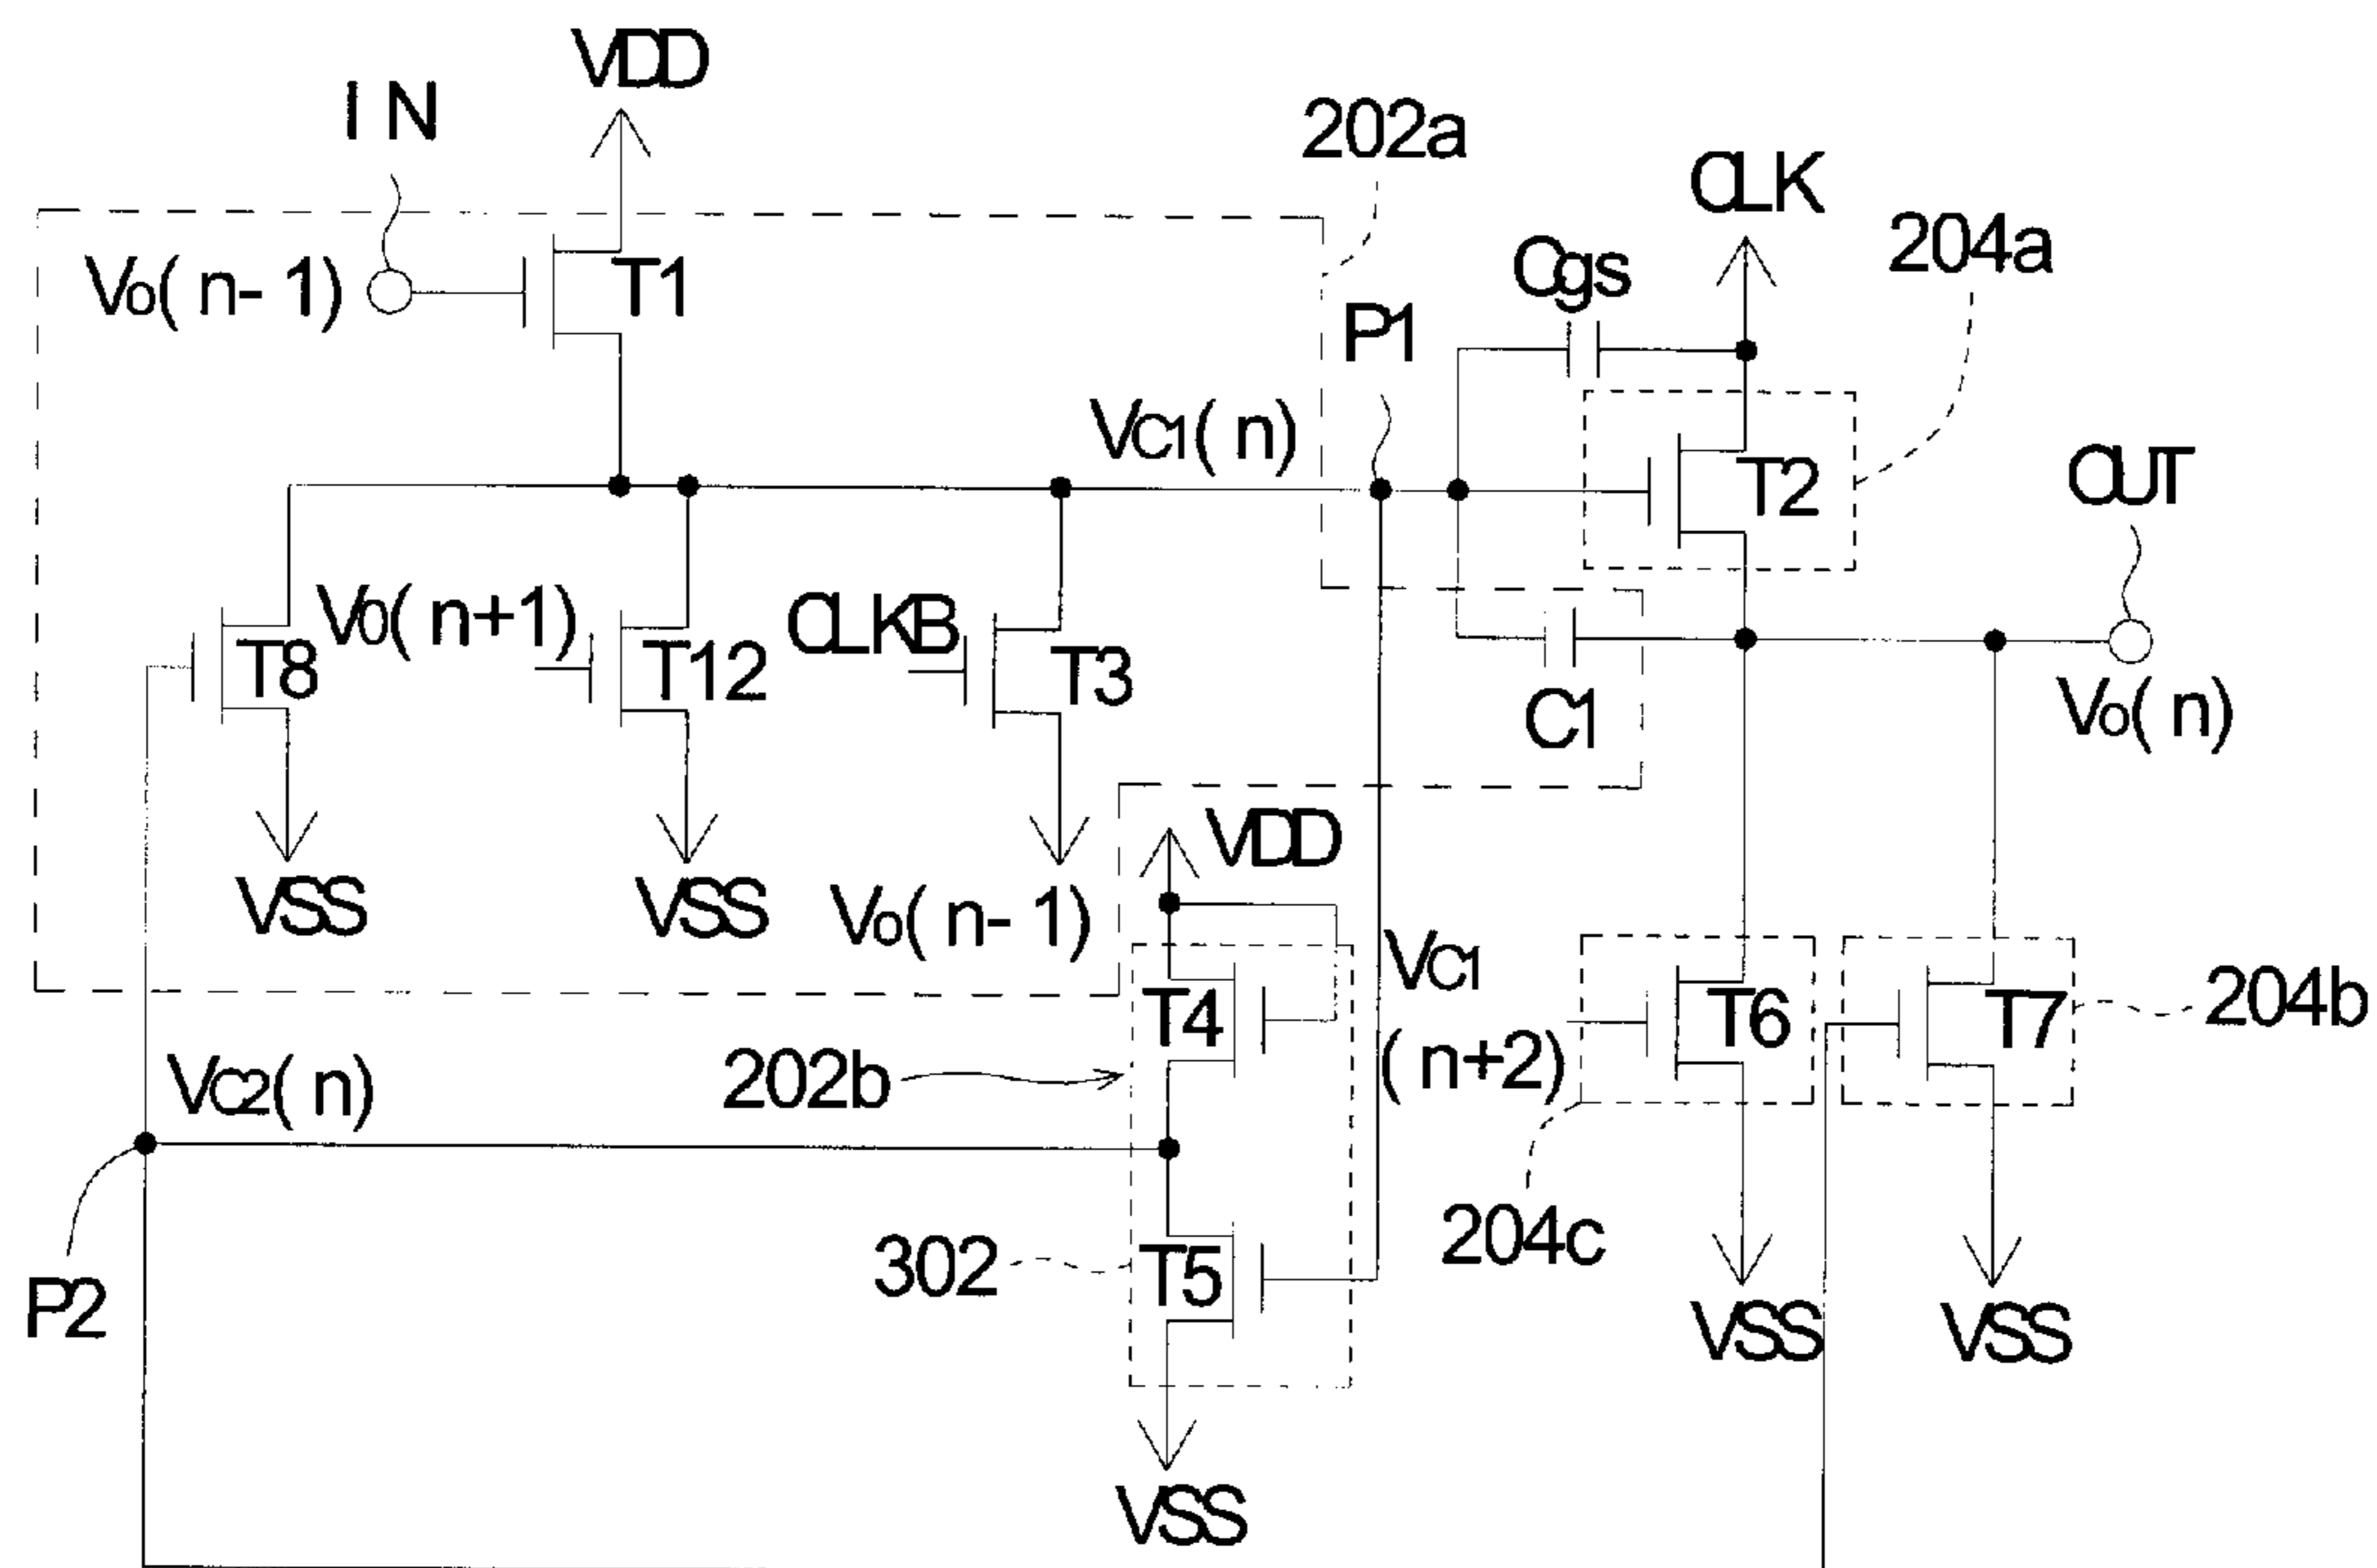 VDD
IN
202a
CLK
204a
Cgs
Vo(n-1)
T1
P1
VC1(n)
T2
OUT
V0(n+1)
CLKB
T8
T12
T3
C1
Vo(n)
VDD
VSS
VSS
Vo(n-1)
VC1
(n+2)
T4
T6
T7
204b
202b
VC2(n)
204c
302
T5
P2
VSS
VSS
VSS